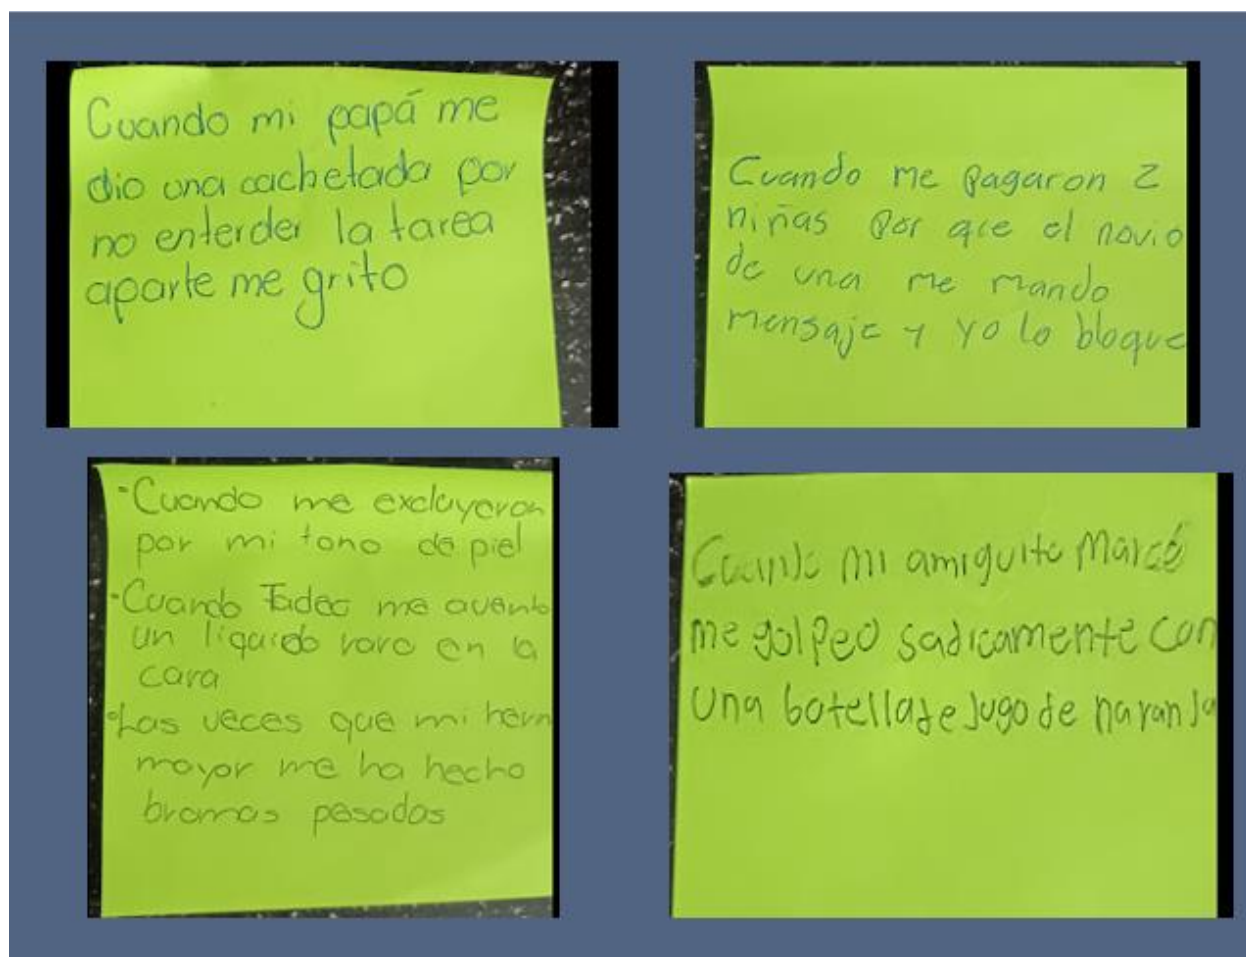 Cuando mi papá me
dio una cachetada por
no enterder la tarea
aparte me grito
Cuando me pagaron 2
niñas por que el novio
de una me mando
mensaje y yo lo bloque
-Cuando me excluyeron
por mi tono de piel
-Cuando Tadeo me avento
un liquido raro en la
cara
-Las veces que mi herm
mayor me ha hecho
bromas pesadas
Cuando mi amiguito
me golpeo sadicamente con
una botella de jugo de naranja